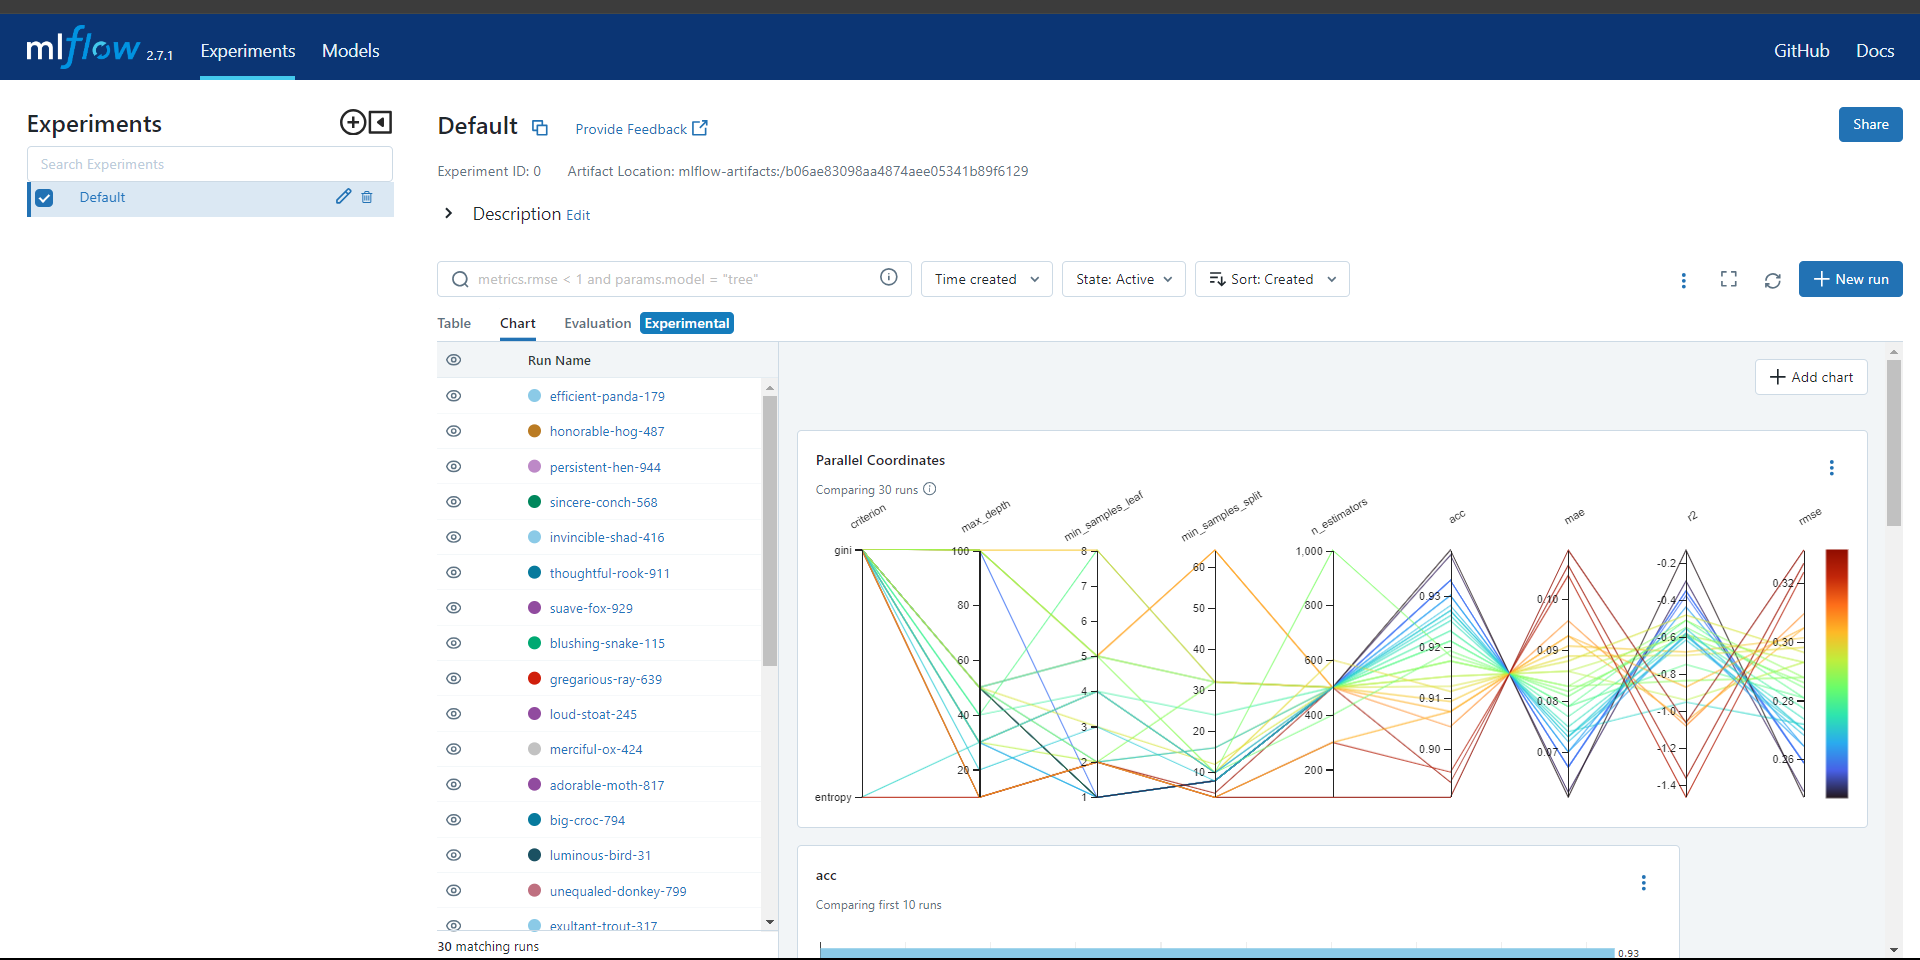 mlflow 2.7.1 Experiments Models GitHub Docs
Experiments
Search Experiments
Default
Default Provide Feedback Share
Experiment ID: 0 Artifact Location: mlflow-artifacts:/b06ae83098aa4874aee05341b89f6129
Description Edit
metrics.rmse < 1 and params.model = "tree" Time created State: Active Sort: Created New run
Table Chart Evaluation Experimental
Run Name
efficient-panda-179
honorable-hog-487
persistent-hen-944
sincere-conch-568
invincible-shad-416
thoughtful-rook-911
suave-fox-929
blushing-snake-115
gregarious-ray-639
loud-stoat-245
merciful-ox-424
adorable-moth-817
big-croc-794
luminous-bird-31
unequaled-donkey-799
exultant-trout-317
30 matching runs
Add chart
Parallel Coordinates
Comparing 30 runs
criterion max_depth min_samples_leaf min_samples_split n_estimators acc mae r2 rmse
gini
entropy
100
80
60
40
20
8
7
6
5
4
3
2
1
60
50
40
30
20
10
1,000
800
600
400
200
0.93
0.92
0.91
0.90
0.10
0.09
0.08
0.07
-0.2
-0.4
-0.6
-0.8
-1.0
-1.2
-1.4
0.32
0.30
0.28
0.26
acc
Comparing first 10 runs
0.93